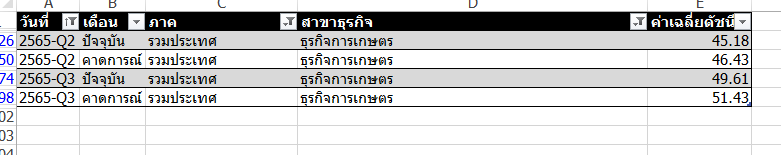 A B C D E
วันที่ เดือน ภาค สาขาธุรกิจ ค่าเฉลี่ยดัชนี
26 2565-Q2 ปัจจุบัน รวมประเทศ ธุรกิจการเกษตร 45.18
50 2565-Q2 คาดการณ์ รวมประเทศ ธุรกิจการเกษตร 46.43
74 2565-Q3 ปัจจุบัน รวมประเทศ ธุรกิจการเกษตร 49.61
98 2565-Q3 คาดการณ์ รวมประเทศ ธุรกิจการเกษตร 51.43
02
03
04